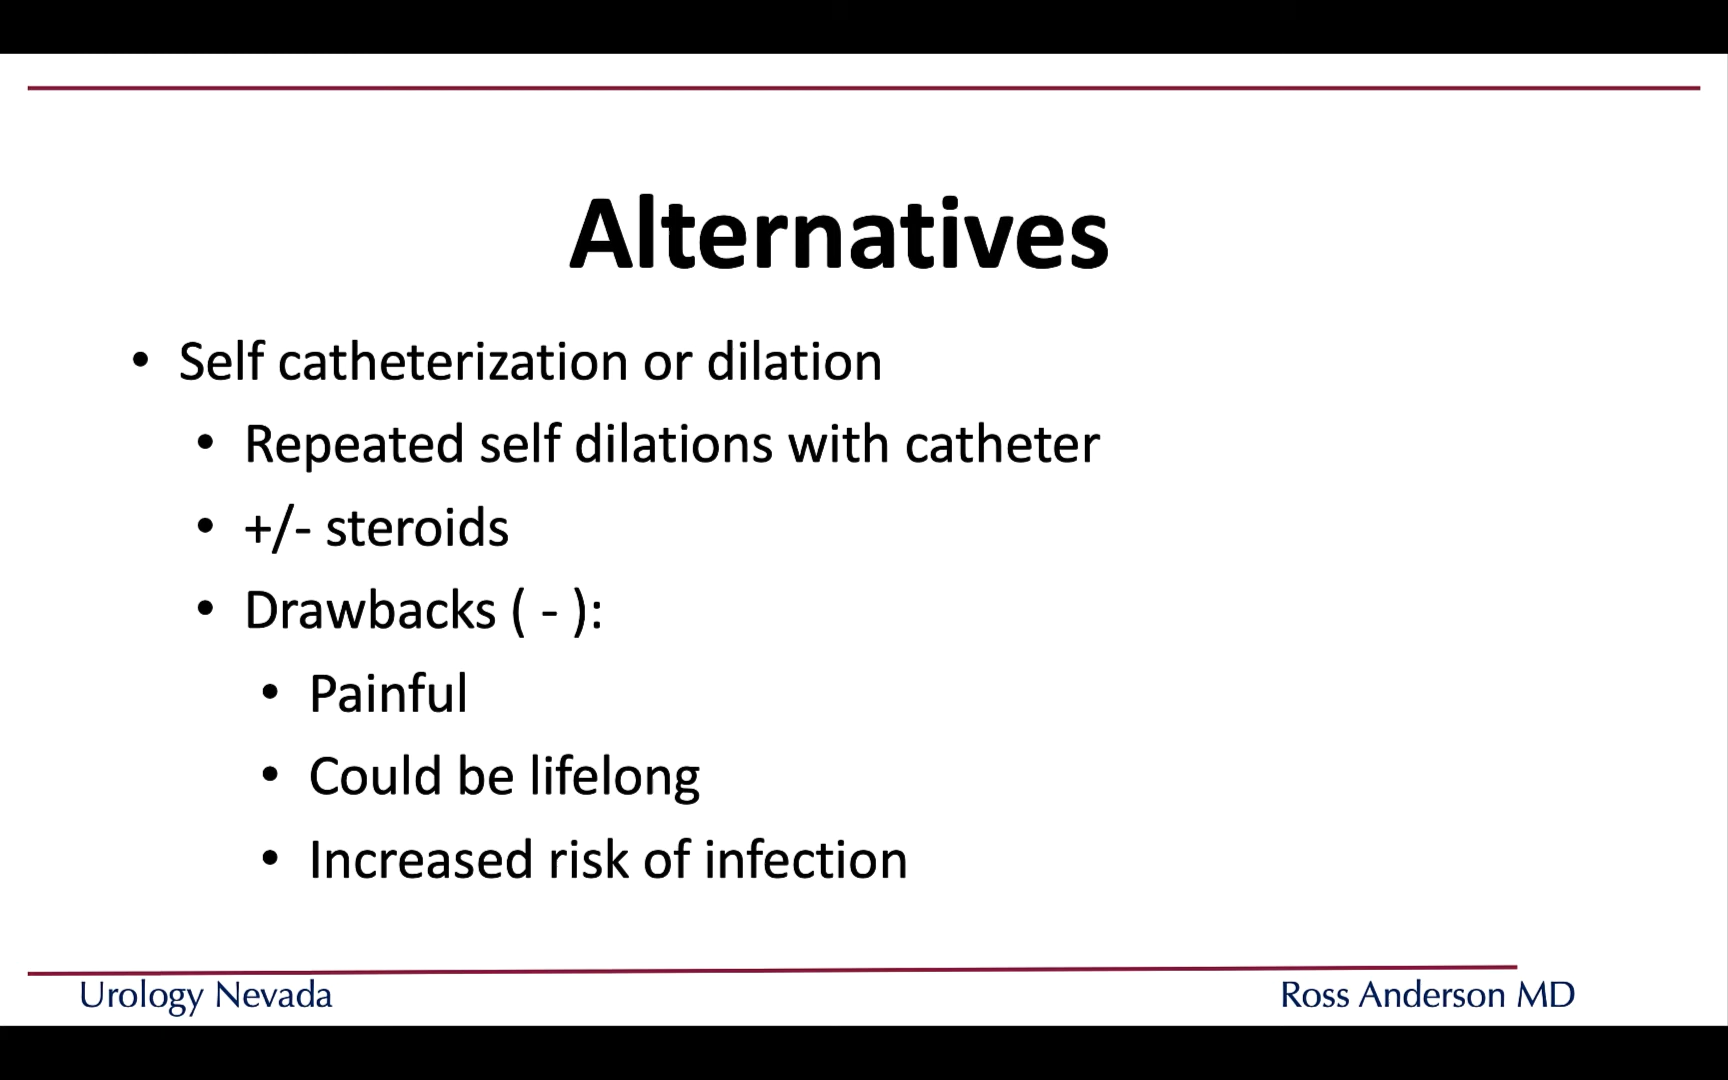 Alternatives
• Self catheterization or dilation
• Repeated self dilations with catheter
• +/- steroids
• Drawbacks ( - ):
• Painful
• Could be lifelong
• Increased risk of infection
Urology Nevada
Ross Anderson MD